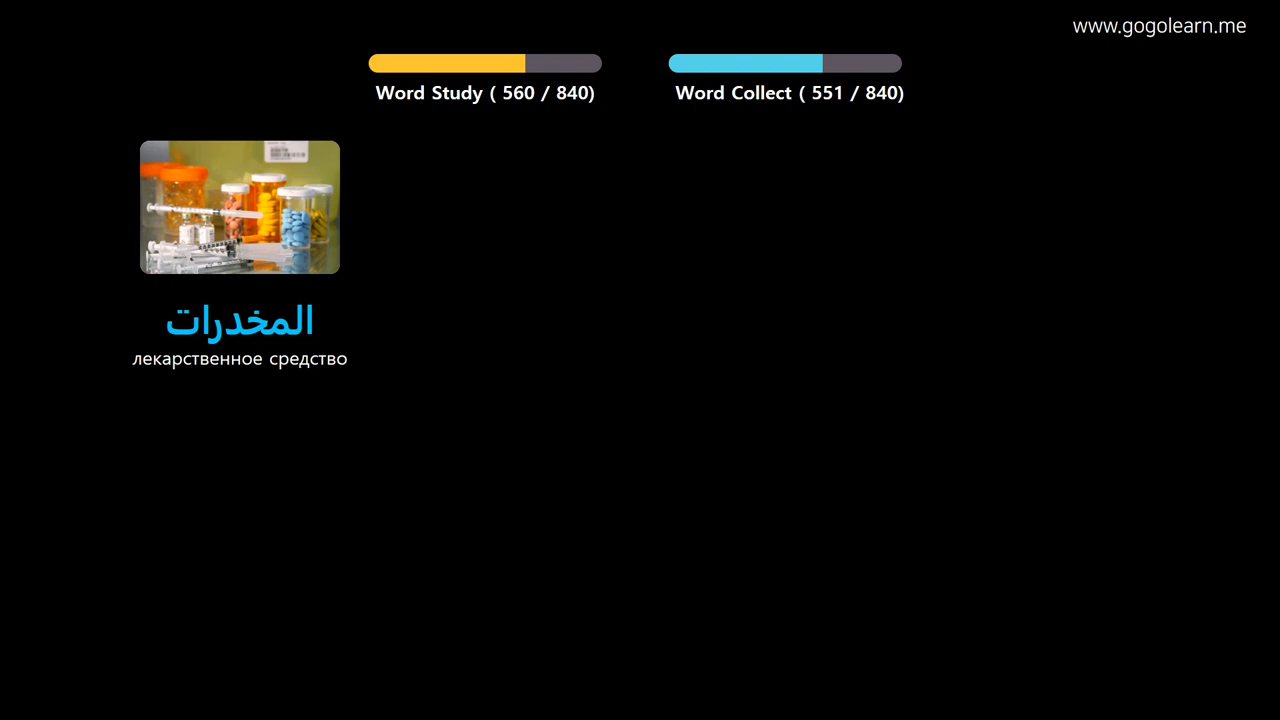 www.gogolearn.me
Word Study ( 560 / 840)
Word Collect ( 551 / 840)
المخدرات
лекарственное средство